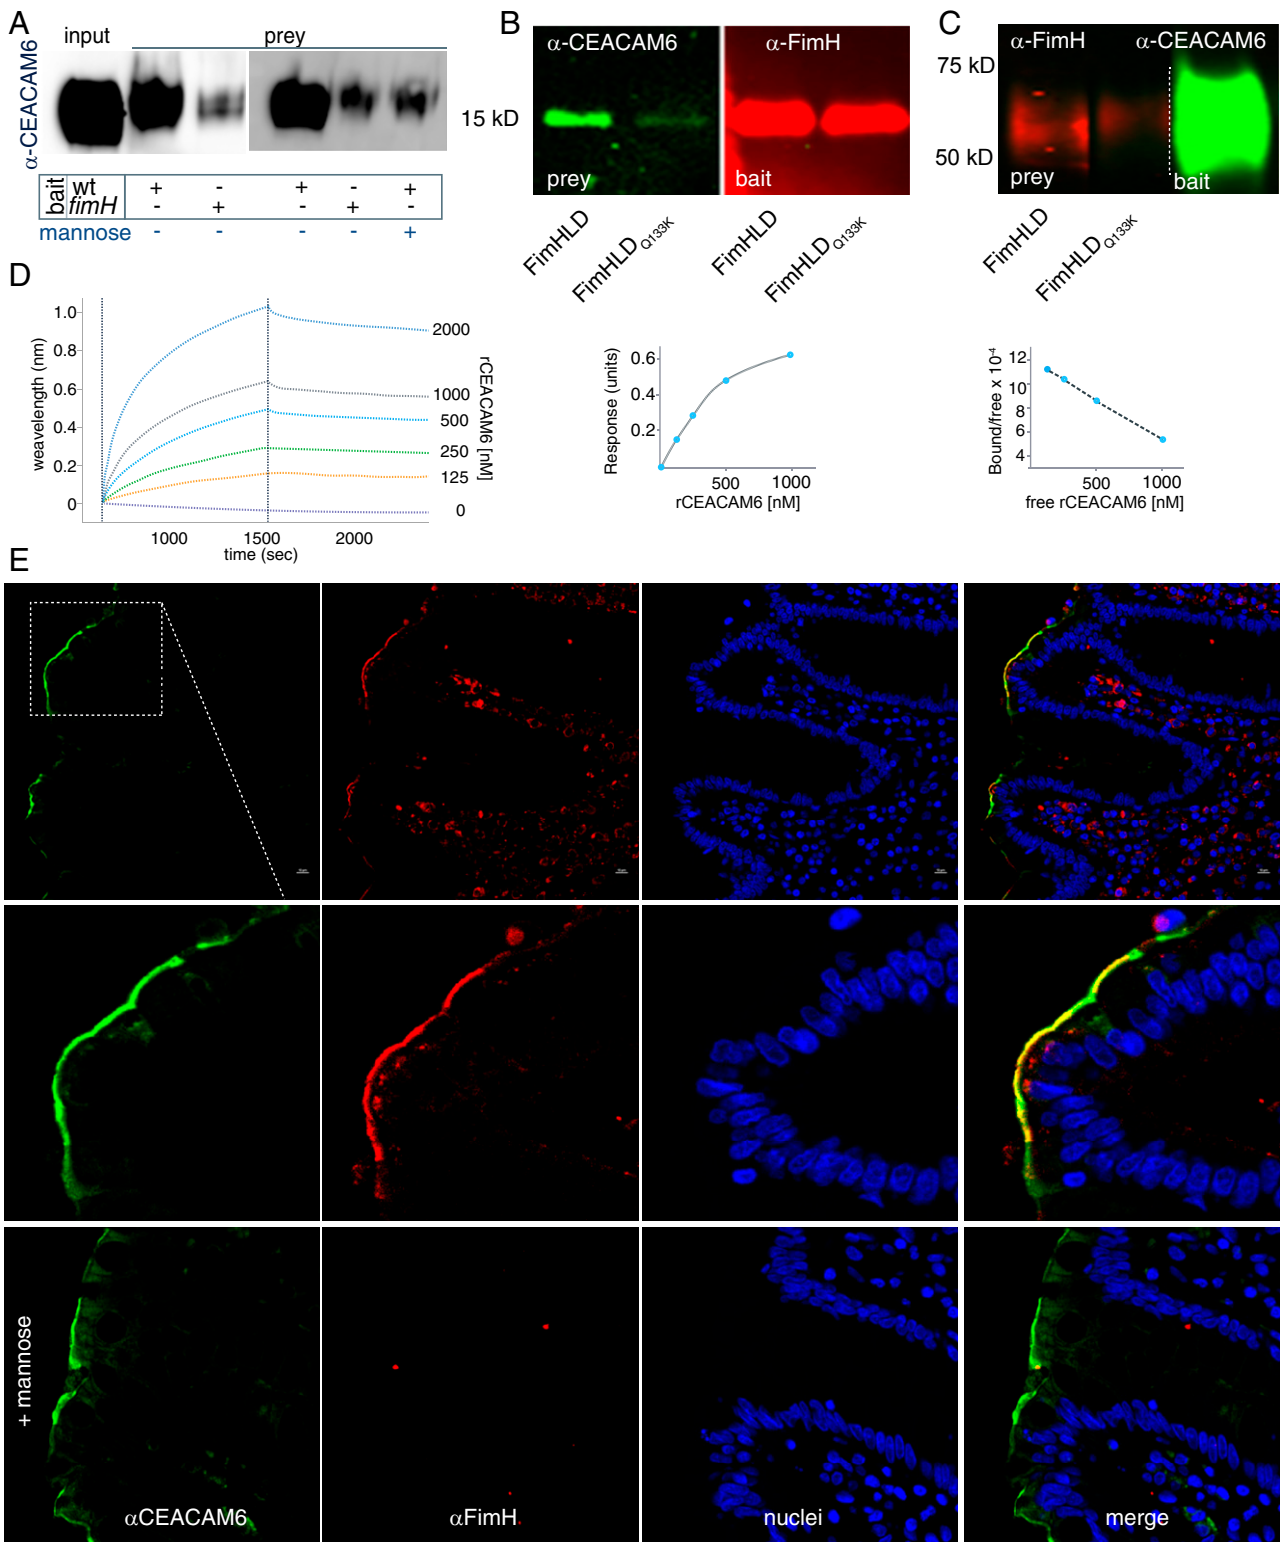 A
input
prey
α-CEACAM6
bait
wt + - + - +
fimH - + - + -
mannose - - - - +
B
α-CEACAM6
α-FimH
15 kD
prey
bait
FimHLD
FimHLDQ133K
FimHLD
FimHLDQ133K
C
α-FimH
α-CEACAM6
75 kD
50 kD
prey
bait
FimHLD
FimHLDQ133K
D
weavelength (nm)
1.0
0.8
0.6
0.4
0.2
0
1000 1500 2000
time (sec)
2000
1000
500
250
125
0
rCEACAM6 [nM]
Response (units)
0.6
0.4
0.2
500 1000
rCEACAM6 [nM]
Bound/free x 10-4
12
10
8
6
4
500 1000
free rCEACAM6 [nM]
E
+ mannose
αCEACAM6
αFimH
nuclei
merge